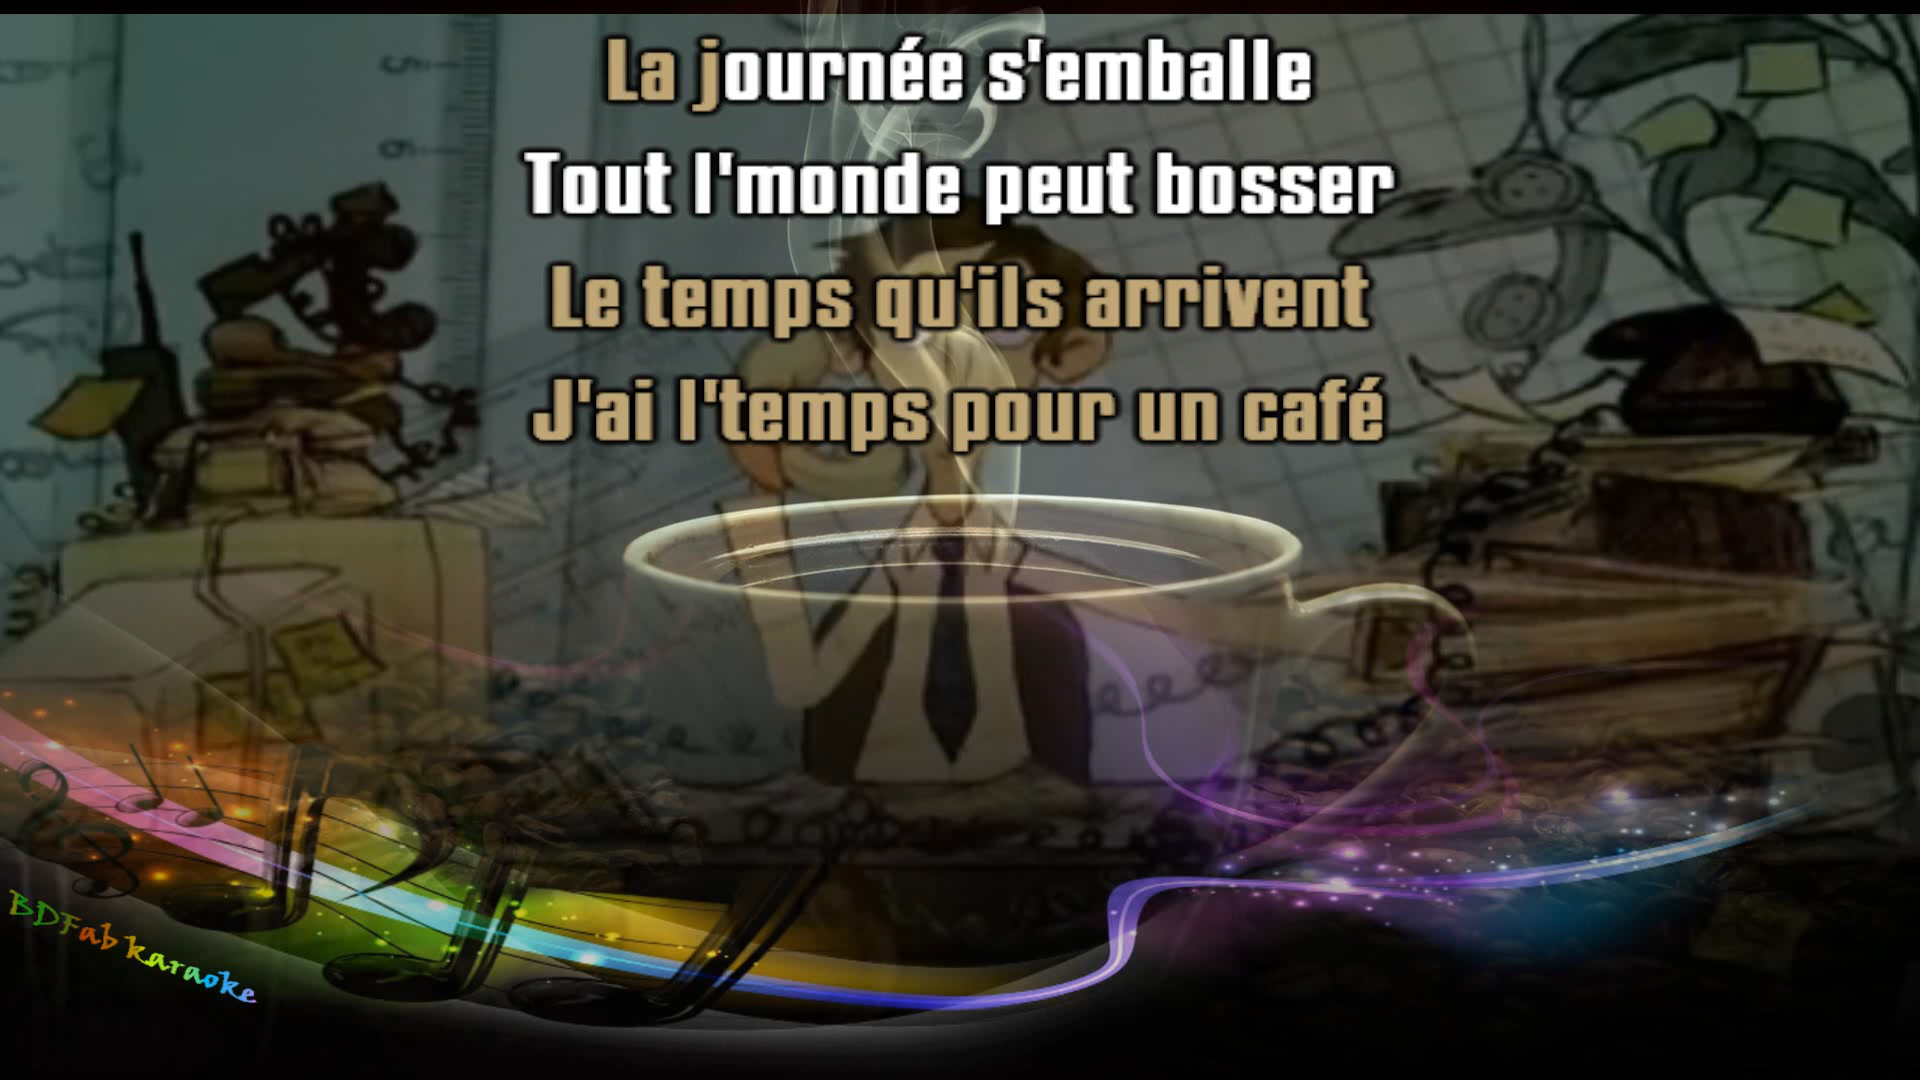 La journée s'emballe
Tout l'monde peut bosser
Le temps qu'ils arrivent
J'ai l'temps pour un café
BDFab karaoke